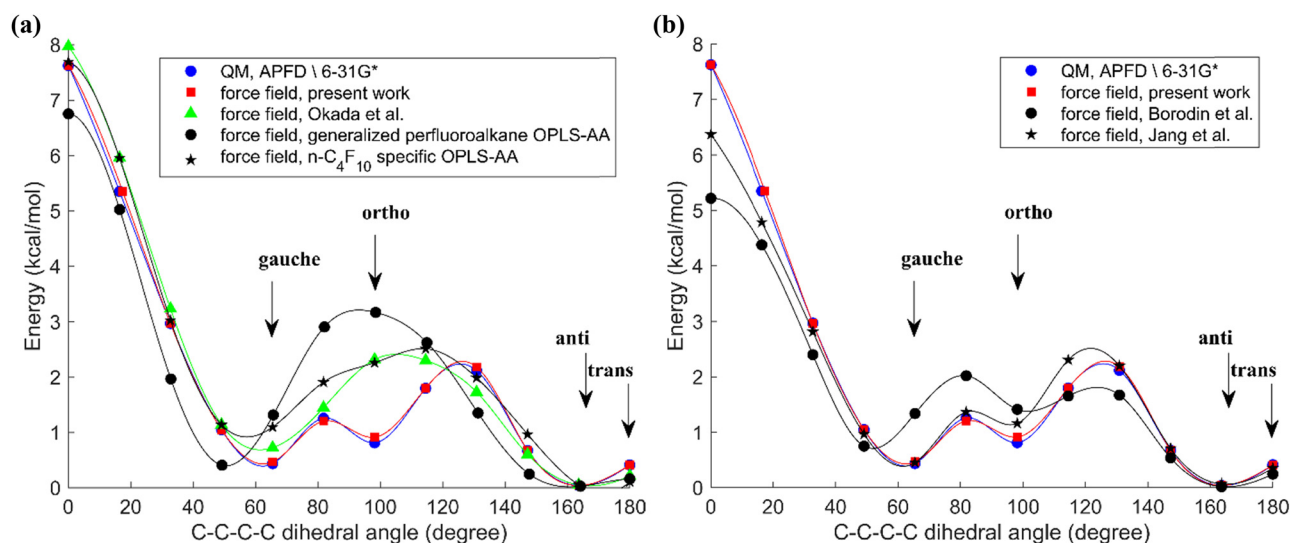 (a)
8
7
6
5
4
3
2
1
0
Energy (kcal/mol)
QM, APFD \ 6-31G*
force field, present work
force field, Okada et al.
force field, generalized perfluoroalkane OPLS-AA
force field, n-C₄F₁₀ specific OPLS-AA
gauche
ortho
anti
trans
0 20 40 60 80 100 120 140 160 180
C-C-C-C dihedral angle (degree)
(b)
8
7
6
5
4
3
2
1
0
Energy (kcal/mol)
QM, APFD \ 6-31G*
force field, present work
force field, Borodin et al.
force field, Jang et al.
gauche
ortho
anti
trans
0 20 40 60 80 100 120 140 160 180
C-C-C-C dihedral angle (degree)